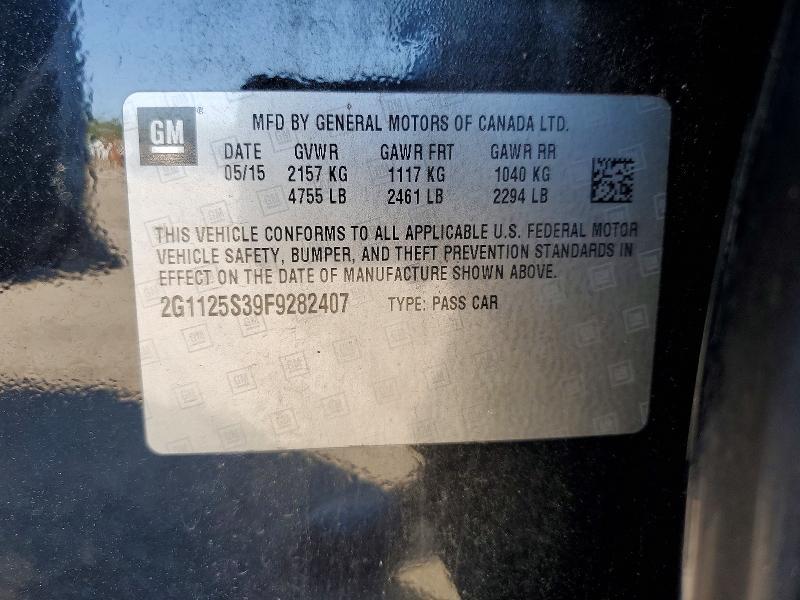 GM ®
MFD BY GENERAL MOTORS OF CANADA LTD.
DATE GVWR GAWR FRT GAWR RR
05/15 2157 KG 1117 KG 1040 KG
4755 LB 2461 LB 2294 LB
THIS VEHICLE CONFORMS TO ALL APPLICABLE U.S. FEDERAL MOTOR
VEHICLE SAFETY, BUMPER, AND THEFT PREVENTION STANDARDS IN
EFFECT ON THE DATE OF MANUFACTURE SHOWN ABOVE.
2G1125S39F9282407 TYPE: PASS CAR